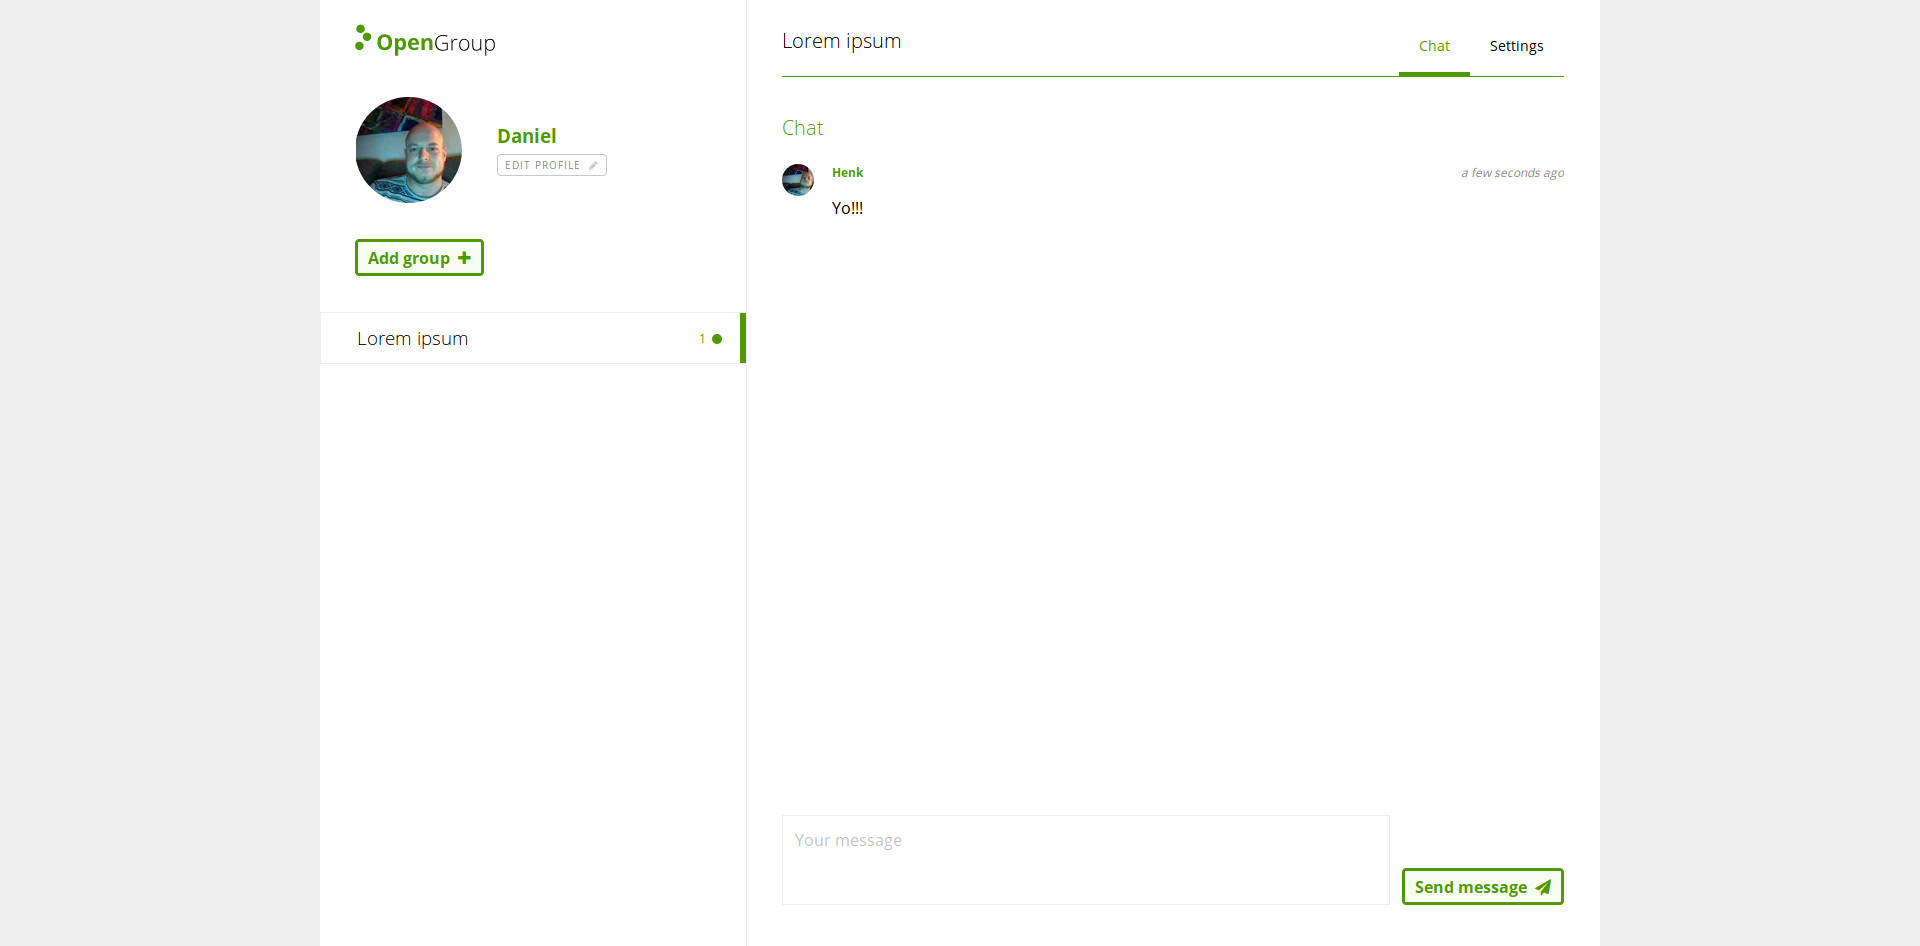 OpenGroup
Daniel
EDIT PROFILE
Add group
Lorem ipsum
1
Lorem ipsum
Chat
Settings
Chat
Henk
a few seconds ago
Yo!!!
Your message
Send message